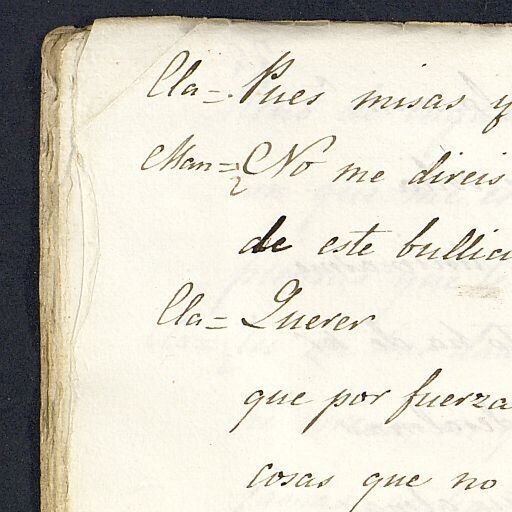 Cla=. Pues misas y
Man= No me direis
de este bullici
Cla= Querer
que por fuerza
cosas que no